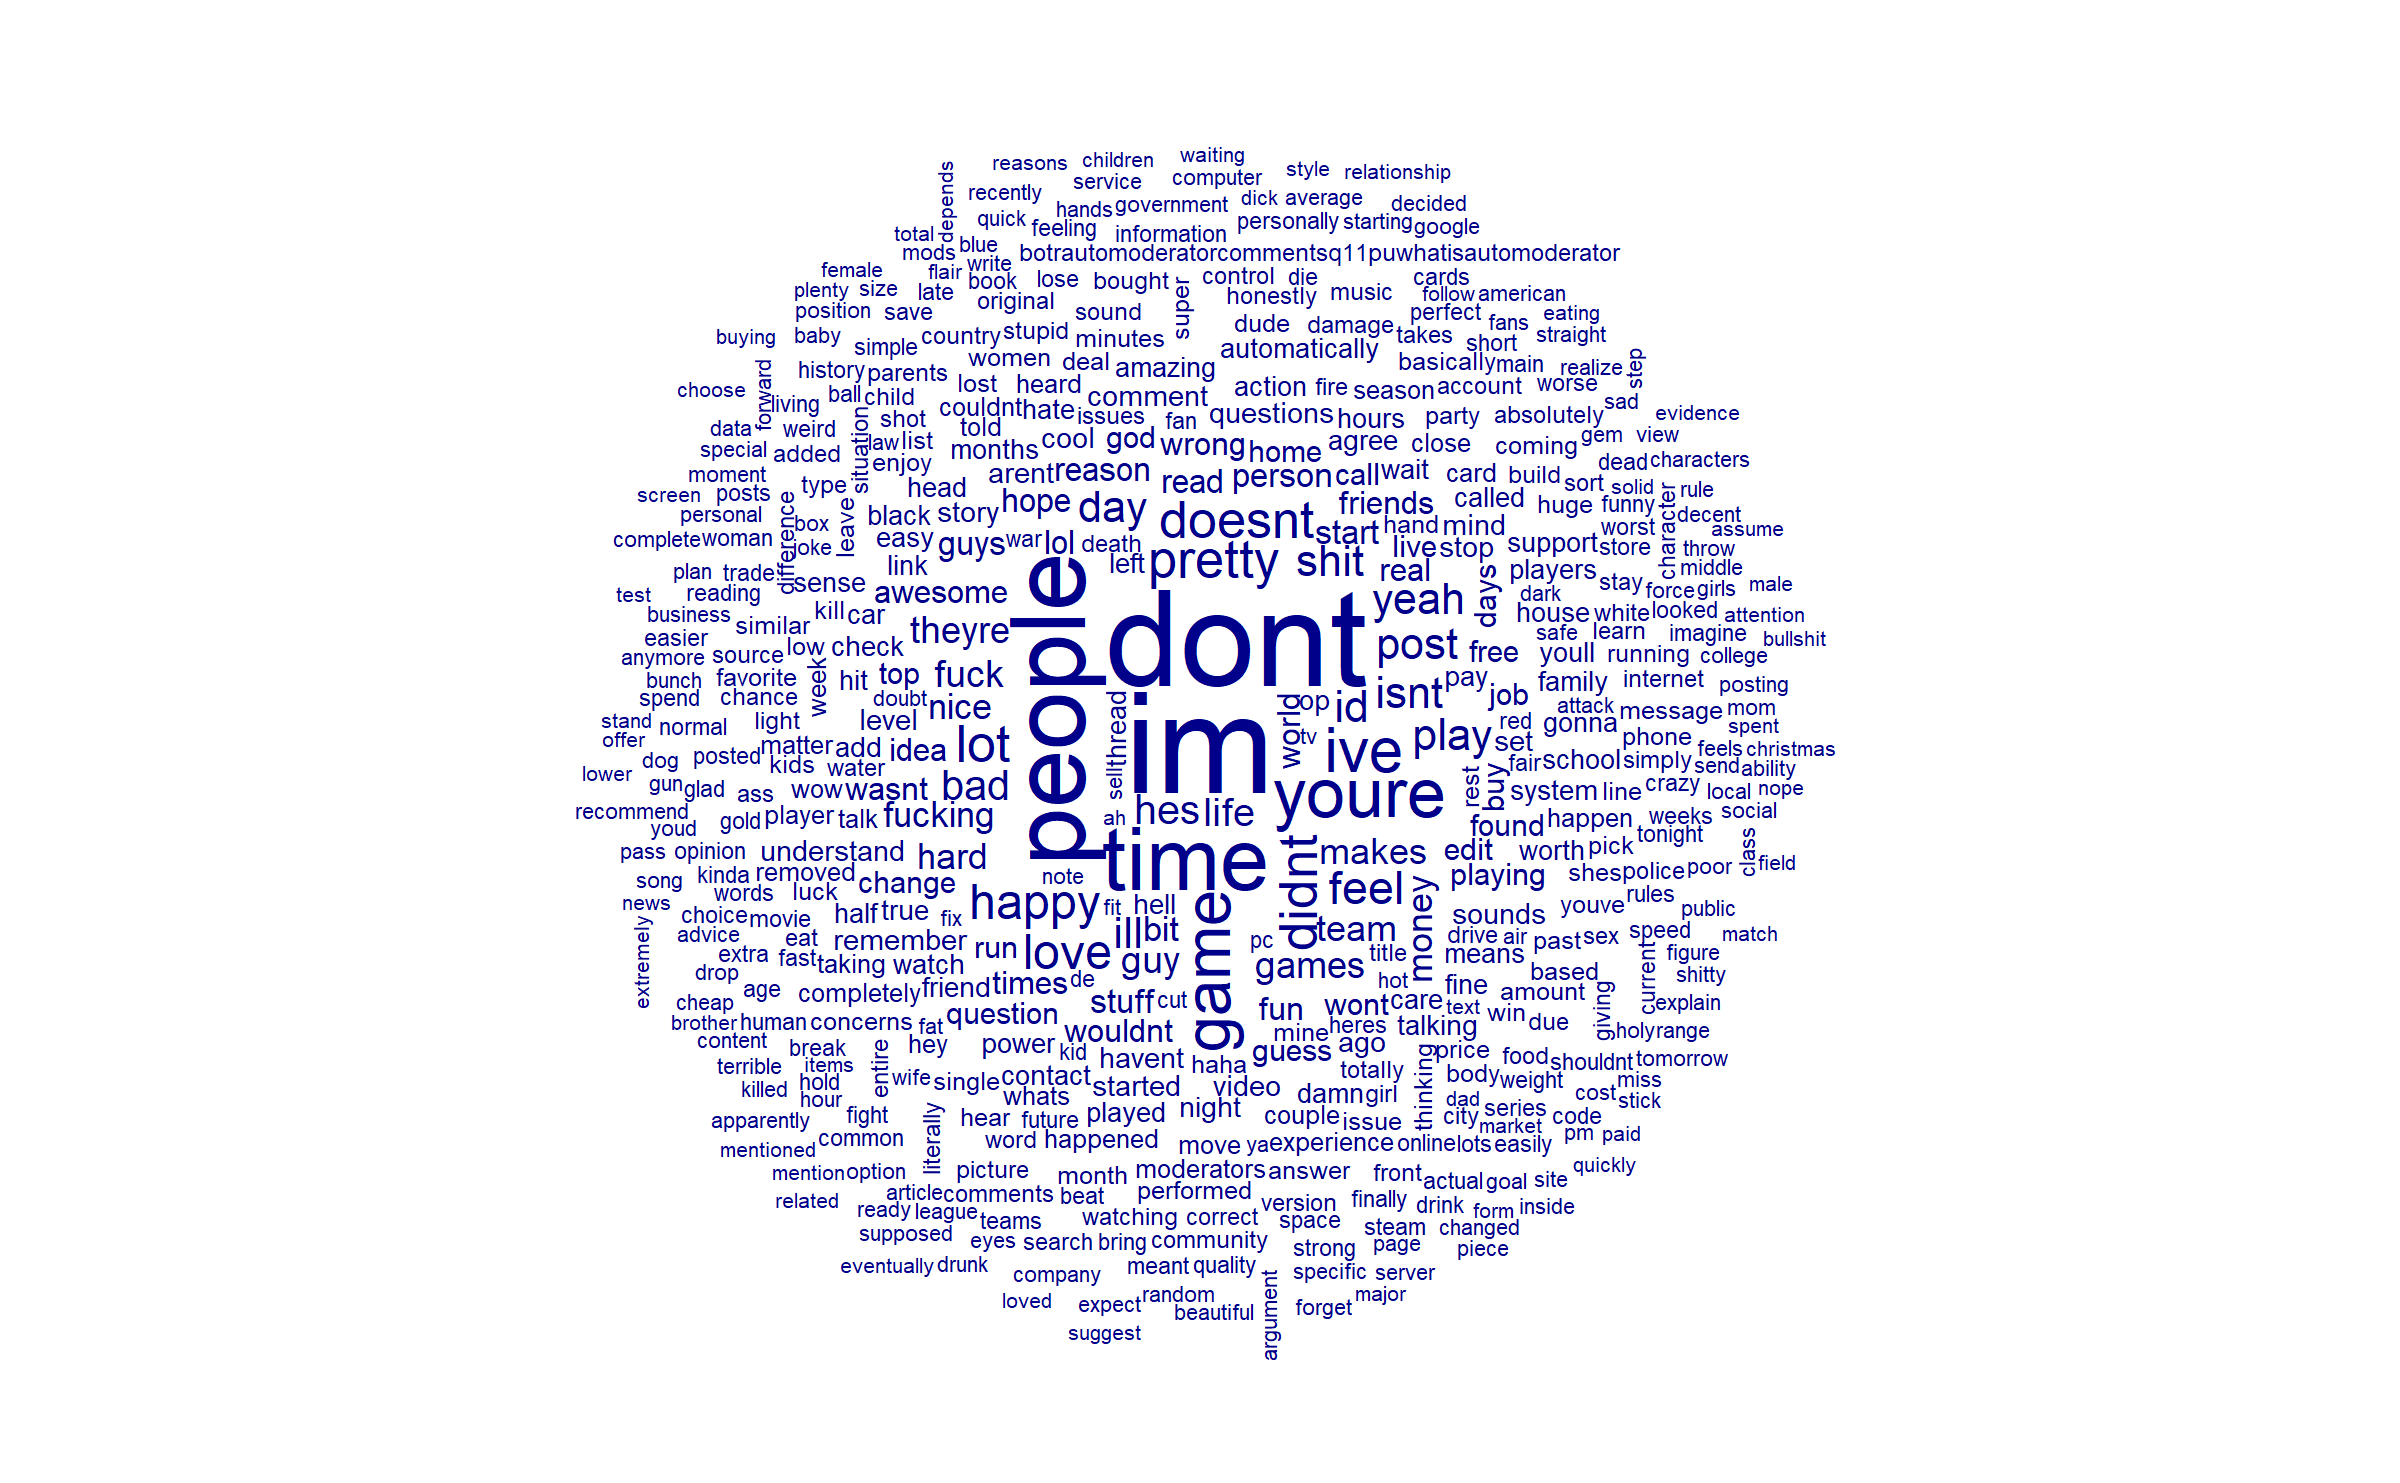 reasons children waiting style relationship
depends recently service computer
quick hands government dick average decided
feeling personally starting google
total blue information
mods botrautomoderatorcommentsq11puwhatisautomoderator
female flair write book lose bought control die cards
plenty size late original super honestly music follow american
position save sound perfect eating
buying baby country stupid minutes dude damage takes fans straight
simple women deal amazing automatically short
history parents basically main realize step
choose forward lost heard action fire season account worse
living ball child couldnt hate comment sad
data weird situation shot told issues fan questions hours party absolutely evidence
special added law list months cool god wrong home agree close coming gem view
moment enjoy arent reason read person call wait card build dead characters
screen posts type head sort solid rule
personal difference box leave black story hope day doesnt friends called huge funny character decent
complete woman joke easy guys war lol death start hand mind worst assume
link left pretty shit live stop support store throw
plan trade sense real players stay middle
test reading awesome people dont yeah days dark force girls male
business kill car house white looked attention
easier similar theyre post safe learn imagine bullshit
anymore source low check free youll running college
bunch favorite week hit top fuck isnt pay job family internet posting
spend chance doubt nice thread im world op id attack message mom
stand normal light level red gonna spent
offer matter add idea lot tv ive play set phone feels christmas
dog posted kids water sell fair school simply send ability
lower gun glad ass wow wasnt bad youre rest buy system line crazy local nope
recommend gold player talk fucking ah hes life found happen weeks social
youd tonight
pass opinion understand hard time didnt makes edit worth pick class field
song kinda removed change note feel playing shes police poor
news words luck happy fit hell game money youve rules
choice movie half true fix sounds public
extremely advice eat remember run love ill bit pc team drive air past sex speed match
extra fast taking watch guy games title means current figure
drop friend times de hot based shitty
cheap age completely stuff cut fun wont care fine amount giving explain
brother human concerns fat question wouldnt mine heres talking text win due holy range
content break entire hey power kid havent haha guess ago thinking price food shouldnt tomorrow
terrible items wife single contact started video totally body weight miss
killed hold whats damn girl dad cost
hour fight literally hear future played night couple issue city series code stick
apparently market
mentioned common word happened move ya experience online lots easily pm paid
mention option picture month moderators answer front actual goal site quickly
related article comments beat performed version finally drink form inside
ready league teams watching correct space steam changed
supposed eyes search bring community strong page piece
eventually drunk company meant quality argument specific server
loved expect random beautiful forget major
suggest